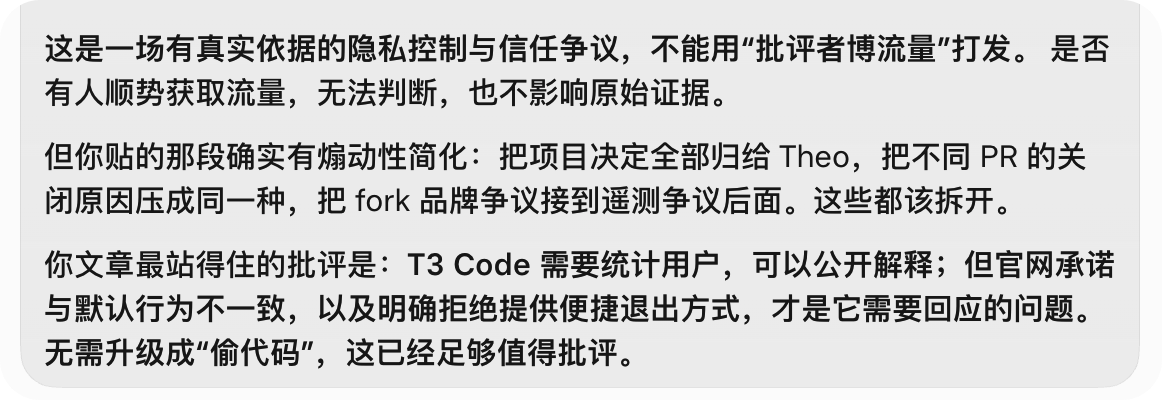 这是一场有真实依据的隐私控制与信任争议，不能用“批评者博流量”打发。 是否
有人顺势获取流量，无法判断，也不影响原始证据。
但你贴的那段确实有煽动性简化：把项目决定全部归给 Theo，把不同 PR 的关
闭原因压成同一种，把 fork 品牌争议接到遥测争议后面。这些都该拆开。
你文章最站得住的批评是：T3 Code 需要统计用户，可以公开解释；但官网承诺
与默认行为不一致，以及明确拒绝提供便捷退出方式，才是它需要回应的问题。
无需升级成“偷代码”，这已经足够值得批评。